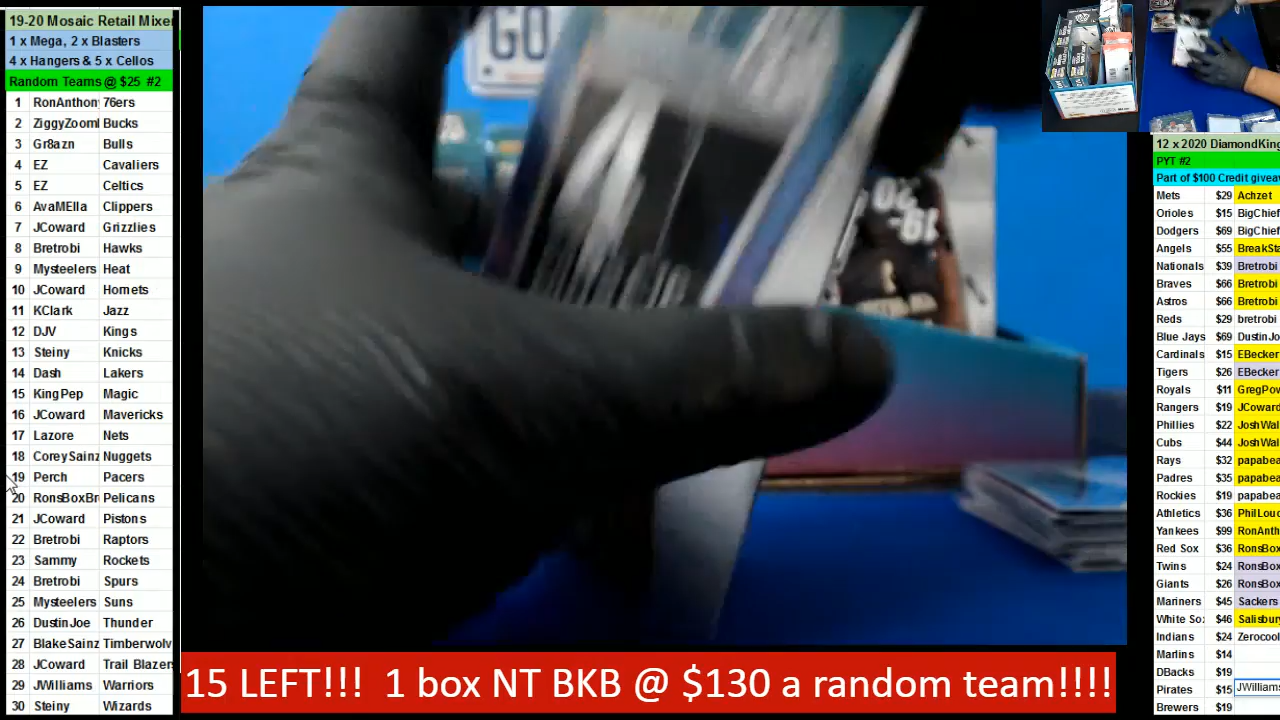 19-20 Mosaic Retail Mixer
1 x Mega, 2 x Blasters
4 x Hangers & 5 x Cellos
Random Teams @ $25 #2
1 RonAnthony 76ers
2 ZiggyZoom Bucks
3 Gr8azn Bulls
4 EZ Cavaliers
5 EZ Celtics
6 AvaMElla Clippers
7 JCoward Grizzlies
8 Bretrobi Hawks
9 Mysteelers Heat
10 JCoward Hornets
11 KClark Jazz
12 DJV Kings
13 Steiny Knicks
14 Dash Lakers
15 KingPep Magic
16 JCoward Mavericks
17 Lazore Nets
18 CoreySainz Nuggets
19 Perch Pacers
20 RonsBoxBr Pelicans
21 JCoward Pistons
22 Bretrobi Raptors
23 Sammy Rockets
24 Bretrobi Spurs
25 Mysteelers Suns
26 DustinJoe Thunder
27 BlakeSainz Timberwolv
28 JCoward Trail Blazers
29 JWilliams Warriors
30 Steiny Wizards
GO
19-20
12 x 2020 DiamondKing
PYT #2
Part of $100 Credit giveav
Mets $29 Achzet
Orioles $15 BigChief
Dodgers $69 BigChief
Angels $55 BreakSta
Nationals $39 Bretrobi
Braves $66 Bretrobi
Astros $66 Bretrobi
Reds $29 bretrobi
Blue Jays $69 DustinJo
Cardinals $15 EBecker
Tigers $26 EBecker
Royals $11 GregPow
Rangers $19 JCoward
Phillies $22 JoshWal
Cubs $44 JoshWal
Rays $32 papabea
Padres $35 papabea
Rockies $19 papabea
Athletics $36 PhilLoud
Yankees $99 RonAnth
Red Sox $36 RonsBox
Twins $24 RonsBox
Giants $26 RonsBox
Mariners $45 Sackers
White Sox $46 Salisbury
Indians $24 Zerocool
Marlins $14
DBacks $19
Pirates $15 JWilliams
Brewers $19
15 LEFT!!! 1 box NT BKB @ $130 a random team!!!!